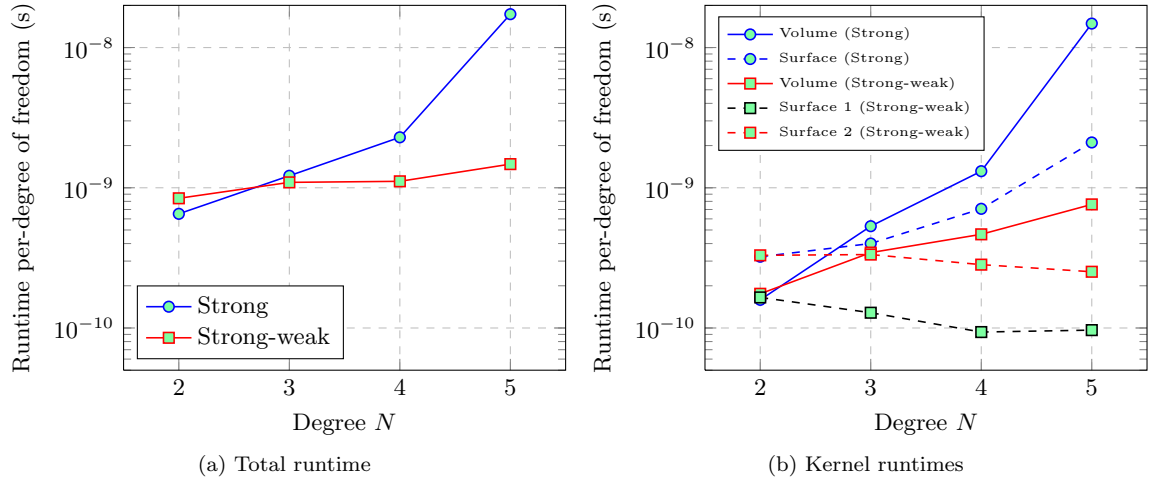 Runtime per-degree of freedom (s)
10⁻⁸
10⁻⁹
10⁻¹⁰
Strong
Strong-weak
2 3 4 5
Degree N
(a) Total runtime
Runtime per-degree of freedom (s)
10⁻⁸
10⁻⁹
10⁻¹⁰
Volume (Strong)
Surface (Strong)
Volume (Strong-weak)
Surface 1 (Strong-weak)
Surface 2 (Strong-weak)
2 3 4 5
Degree N
(b) Kernel runtimes